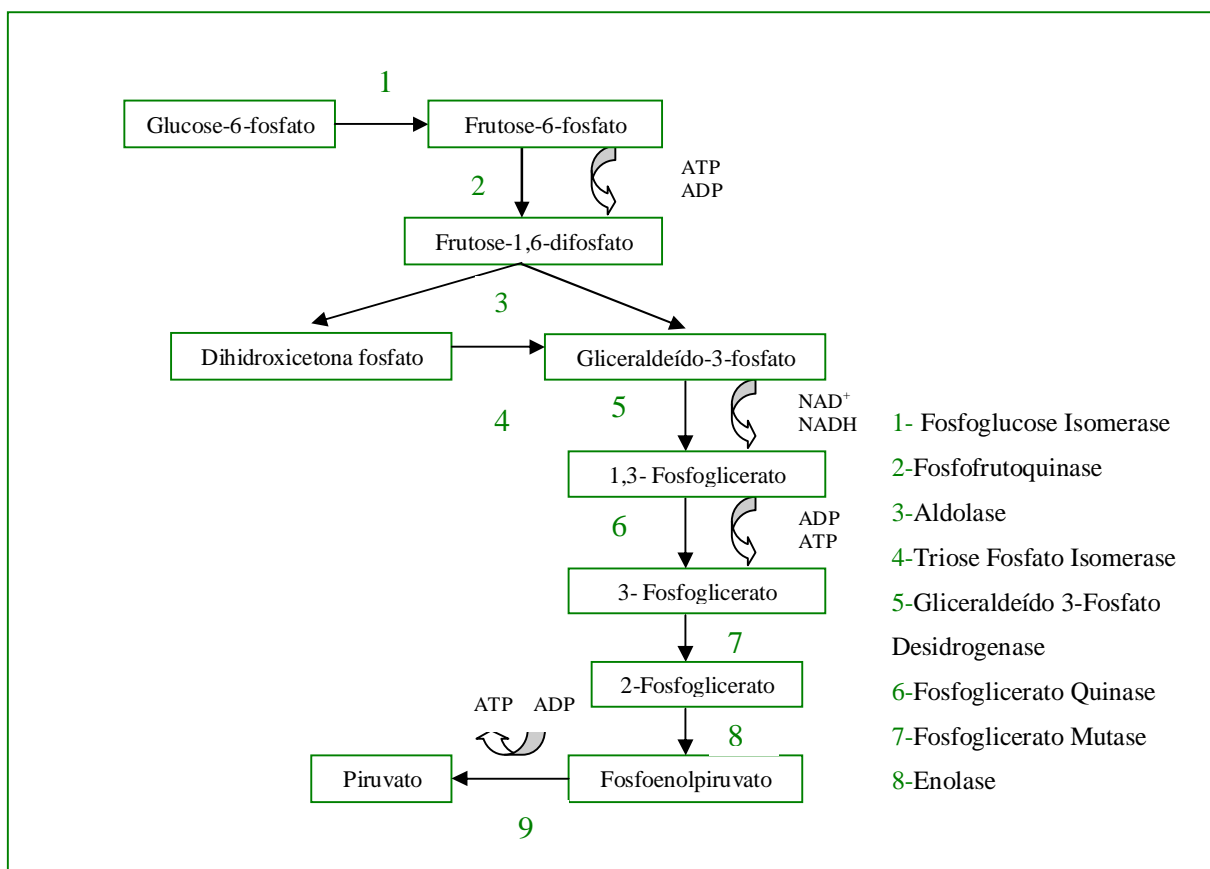 1
Glucose-6-fosfato
Frutose-6-fosfato
2
ATP
ADP
Frutose-1,6-difosfato
3
Dihidroxicetona fosfato
Gliceraldeído-3-fosfato
4
5
NAD⁺
NADH
1,3- Fosfoglicerato
6
ADP
ATP
3- Fosfoglicerato
7
2-Fosfoglicerato
ATP ADP
8
Piruvato
Fosfoenolpiruvato
9
1- Fosfoglucose Isomerase
2-Fosfofrutoquinase
3-Aldolase
4-Triose Fosfato Isomerase
5-Gliceraldeído 3-Fosfato
Desidrogenase
6-Fosfoglicerato Quinase
7-Fosfoglicerato Mutase
8-Enolase